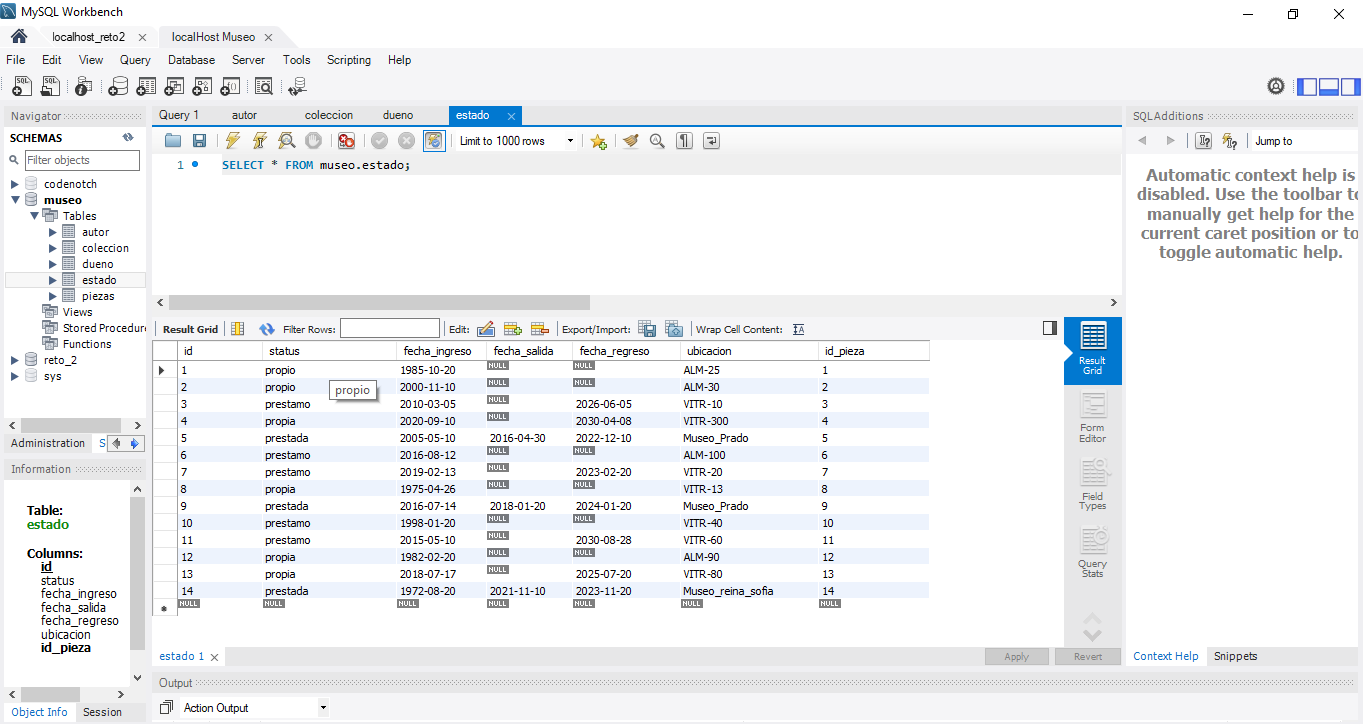 MySQL Workbench
localhost_reto2
localHost Museo
File Edit View Query Database Server Tools Scripting Help
Navigator
SCHEMAS
Filter objects
codenotch
museo
Tables
autor
coleccion
dueno
estado
piezas
Views
Stored Procedure
Functions
reto_2
sys
Administration S
Information
Table:
estado
Columns:
id
status
fecha_ingreso
fecha_salida
fecha_regreso
ubicacion
id_pieza
Object Info Session
Query 1 autor coleccion dueno estado
Limit to 1000 rows
1 SELECT * FROM museo.estado;
Result Grid Filter Rows: Edit: Export/Import: Wrap Cell Content:
id status fecha_ingreso fecha_salida fecha_regreso ubicacion id_pieza
1 propio 1985-10-20 NULL NULL ALM-25 1
2 propio 2000-11-10 NULL NULL ALM-30 2
propio
3 prestamo 2010-03-05 NULL 2026-06-05 VITR-10 3
4 propia 2020-09-10 NULL 2030-04-08 VITR-300 4
5 prestada 2005-05-10 2016-04-30 2022-12-10 Museo_Prado 5
6 prestamo 2016-08-12 NULL NULL ALM-100 6
7 prestamo 2019-02-13 NULL 2023-02-20 VITR-20 7
8 propia 1975-04-26 NULL NULL VITR-13 8
9 prestada 2016-07-14 2018-01-20 2024-01-20 Museo_Prado 9
10 prestamo 1998-01-20 NULL NULL VITR-40 10
11 prestamo 2015-05-10 NULL 2030-08-28 VITR-60 11
12 propia 1982-02-20 NULL NULL ALM-90 12
13 propia 2018-07-17 NULL 2025-07-20 VITR-80 13
14 prestada 1972-08-20 2021-11-10 2023-11-20 Museo_reina_sofia 14
NULL NULL NULL NULL NULL NULL NULL
Result
Grid
Form
Editor
Field
Types
Query
Stats
estado 1
Apply Revert
Output
Action Output
SQLAdditions
Jump to
Automatic context help is
disabled. Use the toolbar to
manually get help for the
current caret position or to
toggle automatic help.
Context Help Snippets